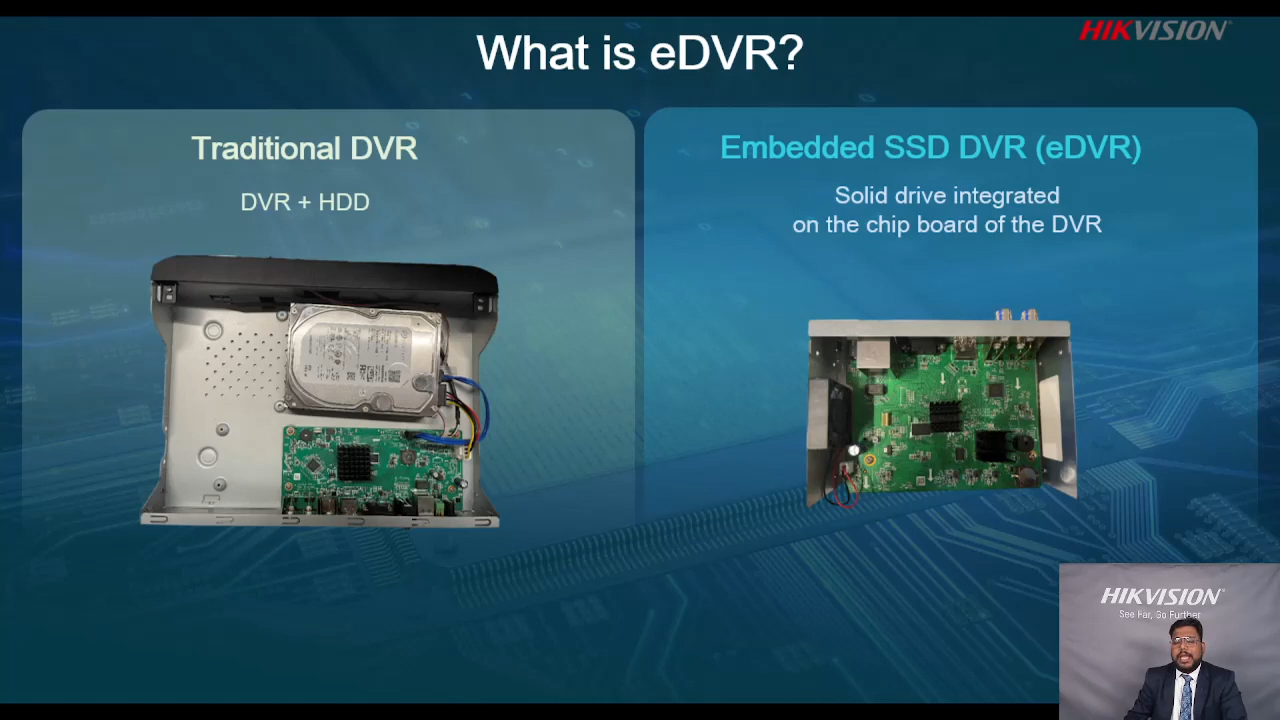 HIKVISION
What is eDVR?
Traditional DVR
DVR + HDD
Embedded SSD DVR (eDVR)
Solid drive integrated
on the chip board of the DVR
HIKVISION
See Far, Go Further